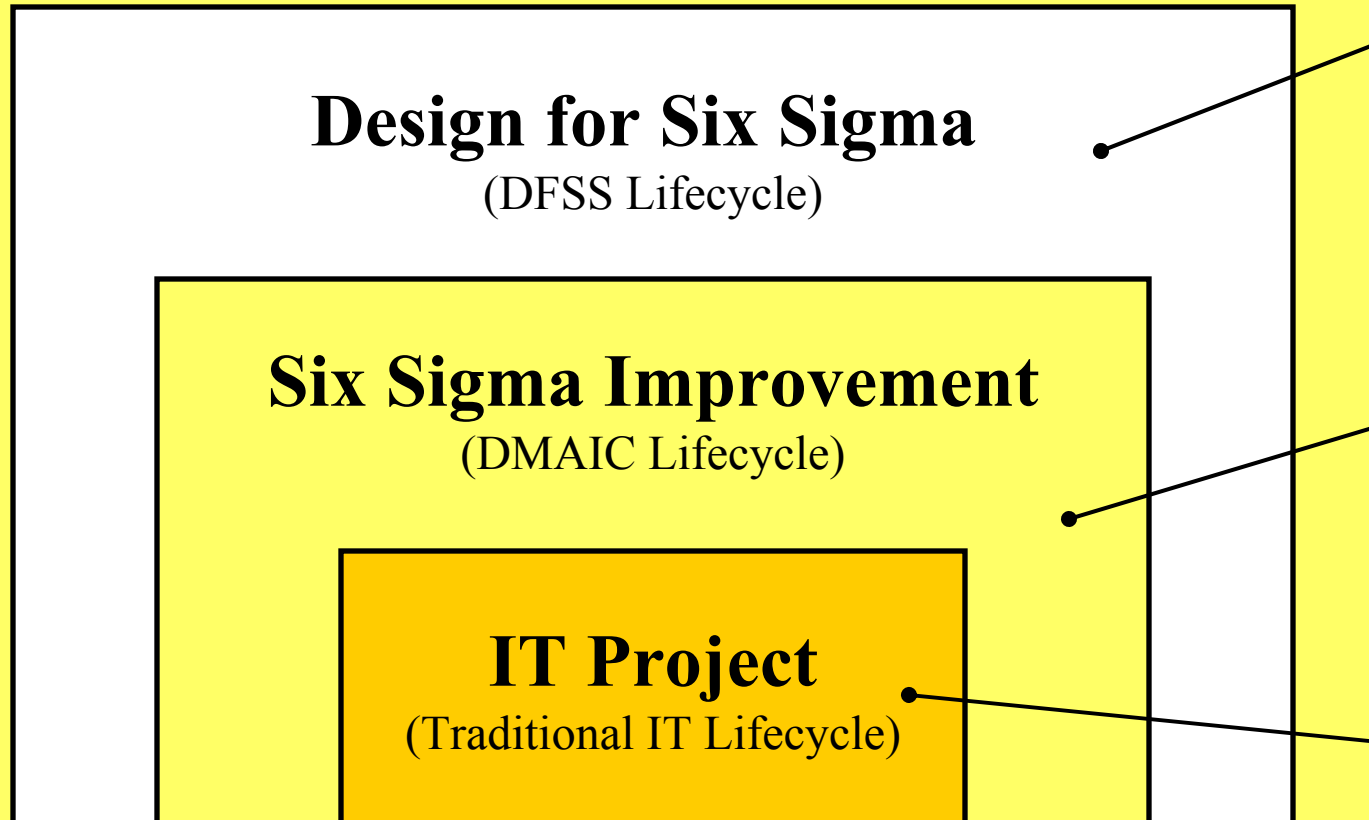 Design for Six Sigma
(DFSS Lifecycle)
Six Sigma Improvement
(DMAIC Lifecycle)
IT Project
(Traditional IT Lifecycle)